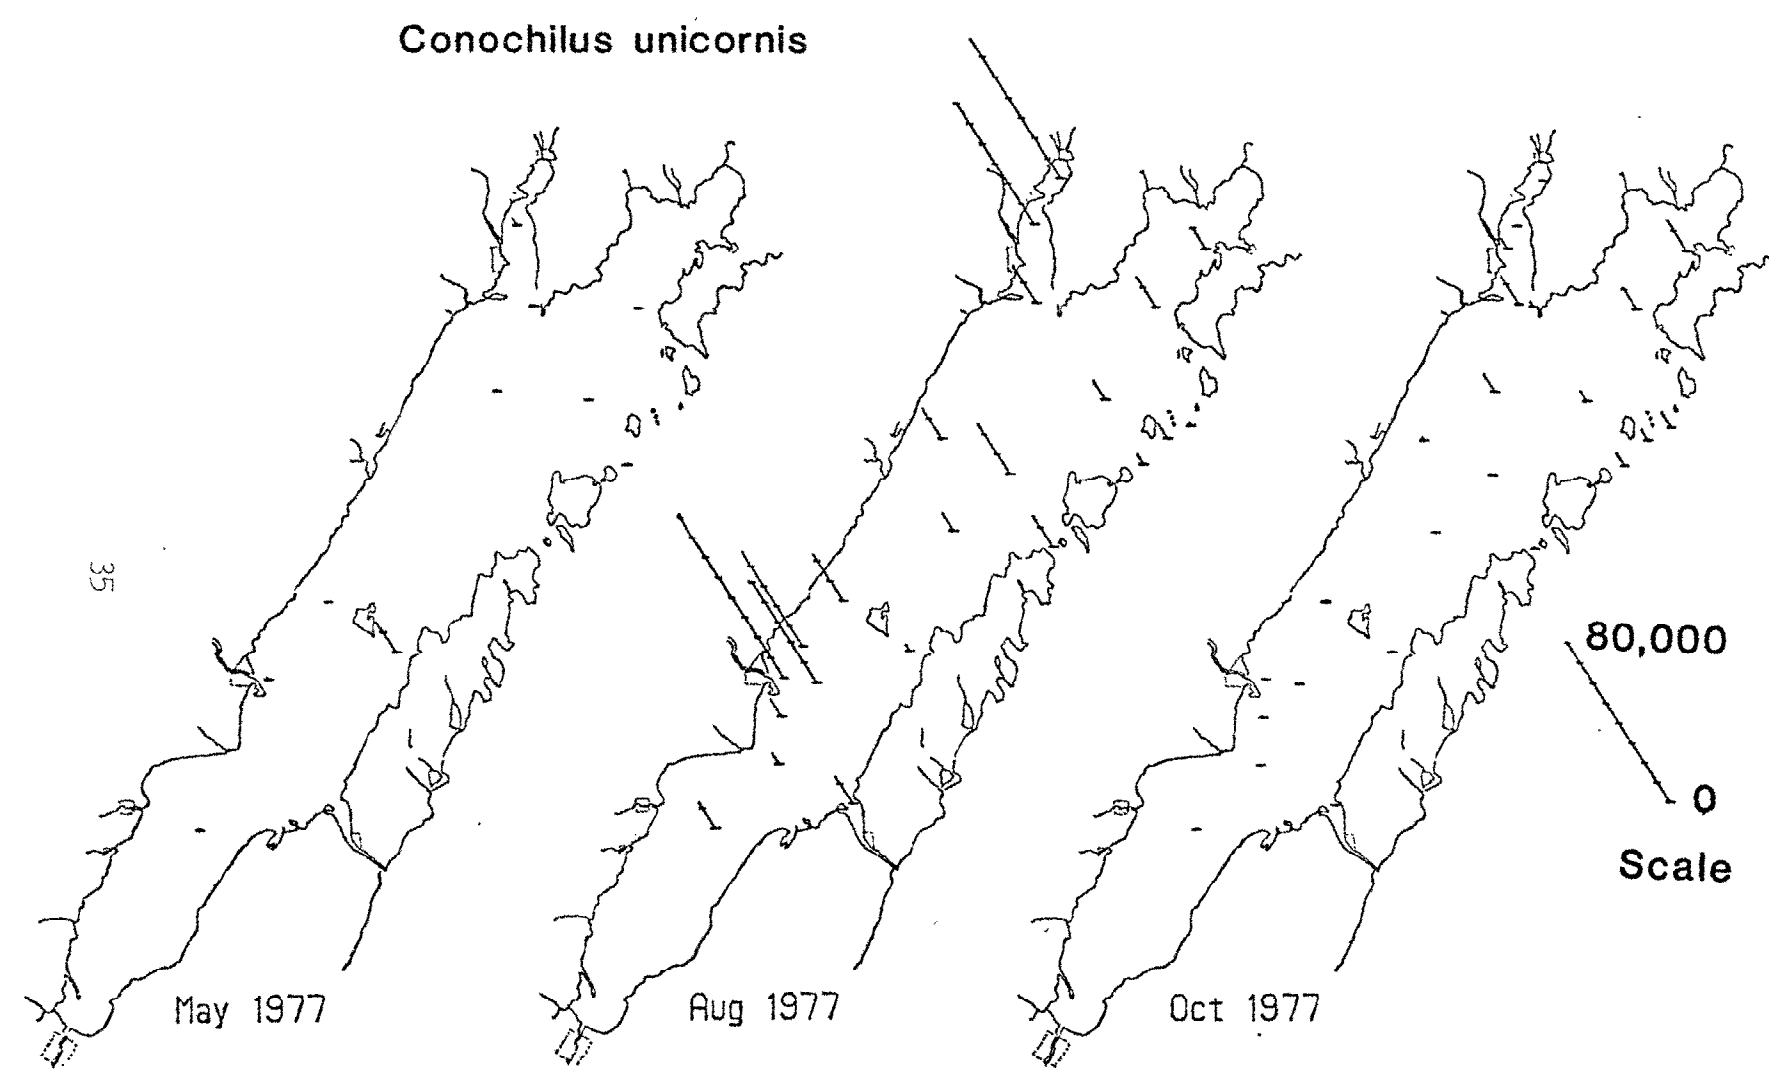 Conochilus unicornis
35
80,000
0
Scale
May 1977
Aug 1977
Oct 1977